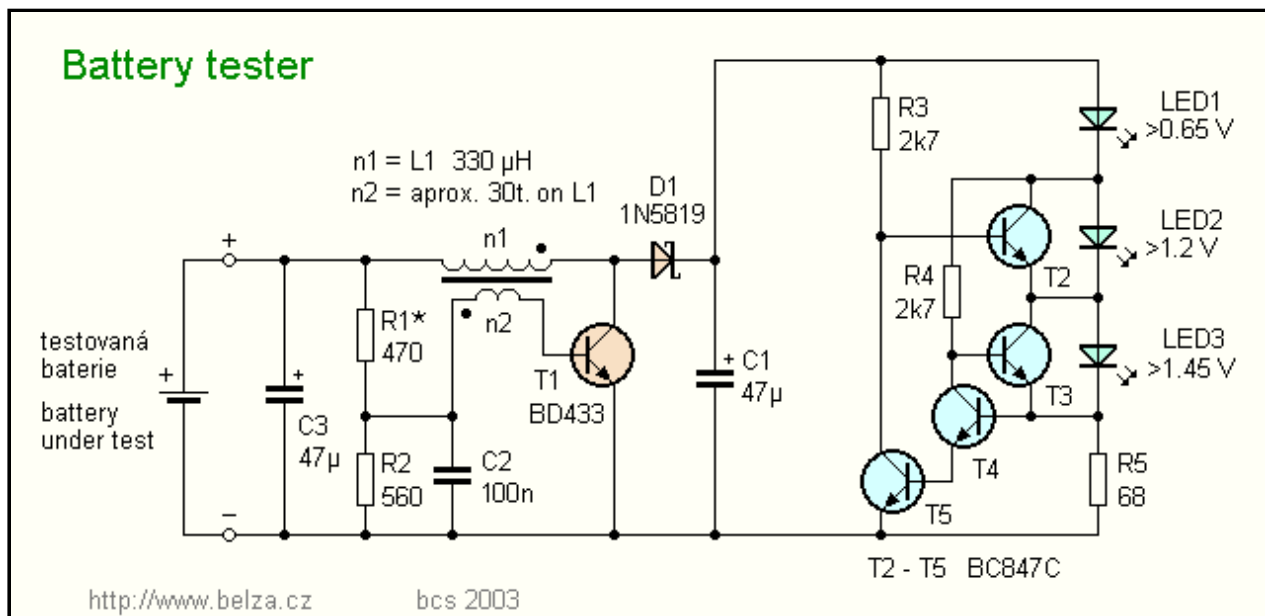 Battery tester
n1 = L1 330 µH
n2 = aprox. 30t. on L1
D1
1N5819
R3
2k7
LED1
>0.65 V
n1
n2
T2
LED2
>1.2 V
R4
2k7
+
R1*
470
T1
BD433
+
C1
47µ
T3
LED3
>1.45 V
testovaná
baterie
+
battery
under test
+
C3
47µ
R2
560
C2
100n
T4
T5
R5
68
–
T2 - T5 BC847C
http://www.belza.cz
bcs 2003